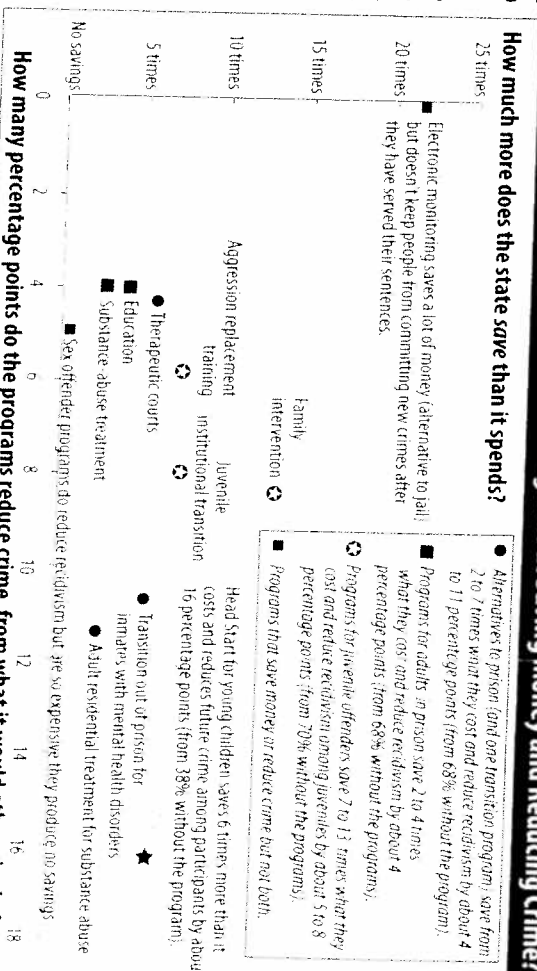 Money and Reducing Crime?
How much more does the state save than it spends?
25 times
20 times
15 times
10 times
5 times
No savings
Electronic monitoring saves a lot of money (alternative to jail)
but doesn't keep people from committing new crimes after
they have served their sentences.
● Alternatives to prison (and one transition program) save from
2 to 7 times what they cost and reduce recidivism by about 4
to 11 percentage points (from 68% without the program).
■ Programs for adults in prison save 2 to 4 times
what they cost and reduce recidivism by about 4
percentage points (from 68% without the programs).
✪ Programs for juvenile offenders save 7 to 13 times what they
cost and reduce recidivism among juveniles by about 5 to 8
percentage points (from 70% without the programs).
■ Programs that save money or reduce crime but not both.
Family
intervention
Aggression replacement
training
Juvenile
institutional transition
Head Start for young children saves 6 times more than it
costs and reduces future crime among participants by about
16 percentage points (from 38% without the program).
● Therapeutic courts
■ Education
■ Substance-abuse treatment
● Transition out of prison for
inmates with mental health disorders
● Adult residential treatment for substance abuse
■ Sex offender programs do reduce recidivism but are so expensive they produce no savings
0 2 4 6 8 10 12 14 16 18
How many percentage points do the programs reduce crime, from what it would